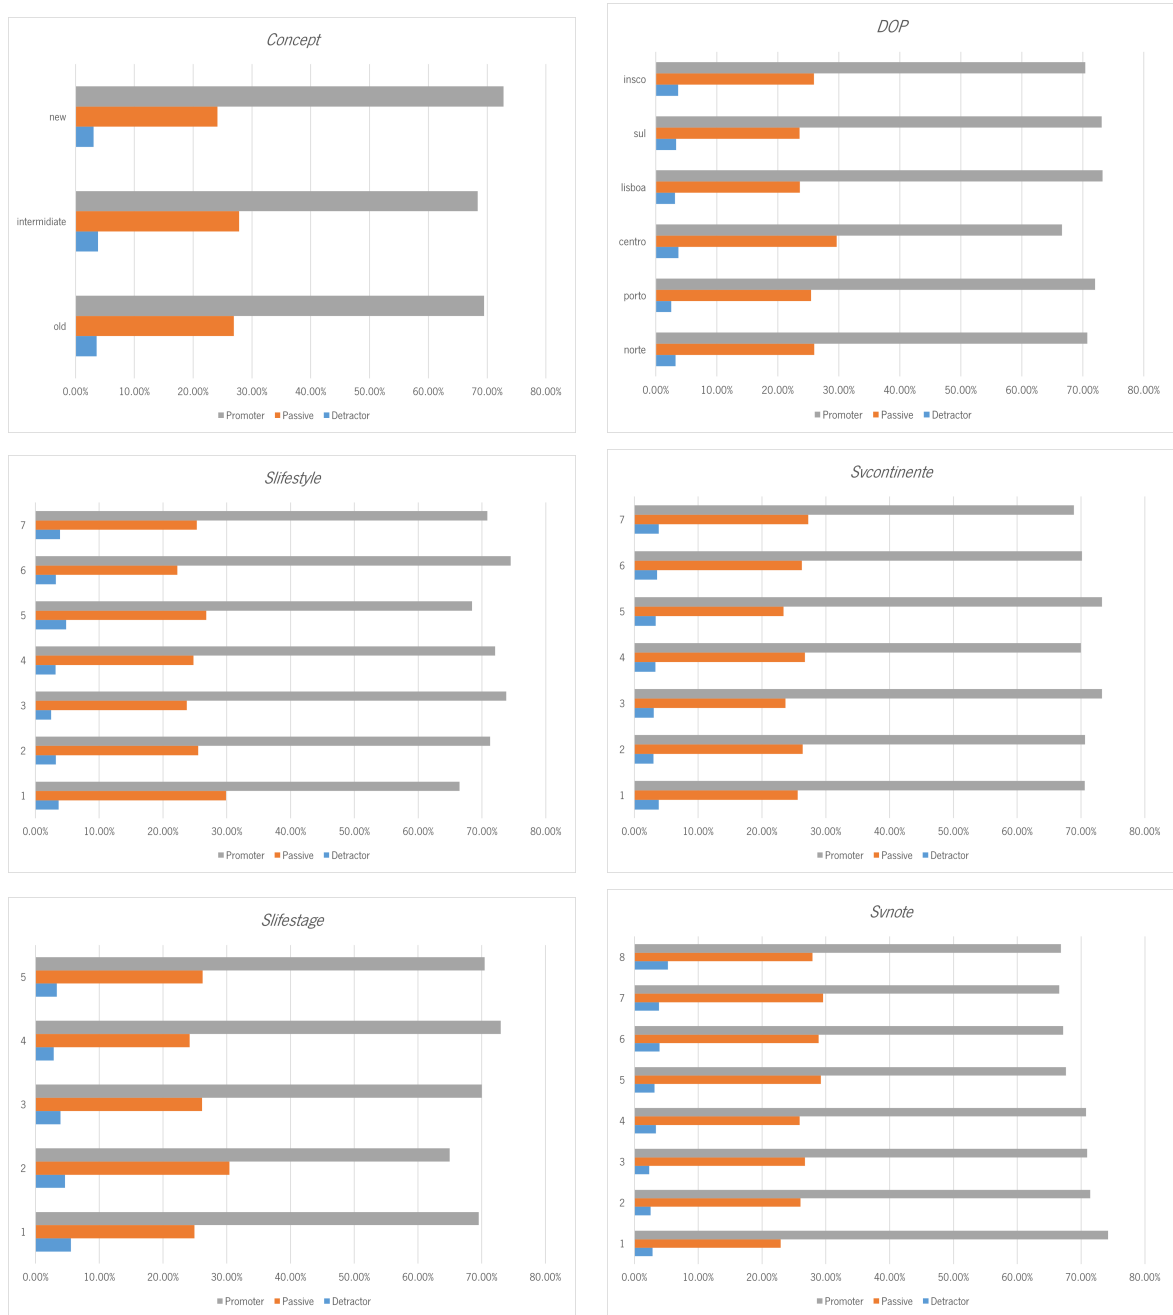 Concept
new
intermidiate
old
0.00% 10.00% 20.00% 30.00% 40.00% 50.00% 60.00% 70.00% 80.00%
Promoter Passive Detractor
DOP
insco
sul
lisboa
centro
porto
norte
0.00% 10.00% 20.00% 30.00% 40.00% 50.00% 60.00% 70.00% 80.00%
Promoter Passive Detractor
Slifestyle
7
6
5
4
3
2
1
0.00% 10.00% 20.00% 30.00% 40.00% 50.00% 60.00% 70.00% 80.00%
Promoter Passive Detractor
Svcontinente
7
6
5
4
3
2
1
0.00% 10.00% 20.00% 30.00% 40.00% 50.00% 60.00% 70.00% 80.00%
Promoter Passive Detractor
Slifestage
5
4
3
2
1
0.00% 10.00% 20.00% 30.00% 40.00% 50.00% 60.00% 70.00% 80.00%
Promoter Passive Detractor
Svnote
8
7
6
5
4
3
2
1
0.00% 10.00% 20.00% 30.00% 40.00% 50.00% 60.00% 70.00% 80.00%
Promoter Passive Detractor